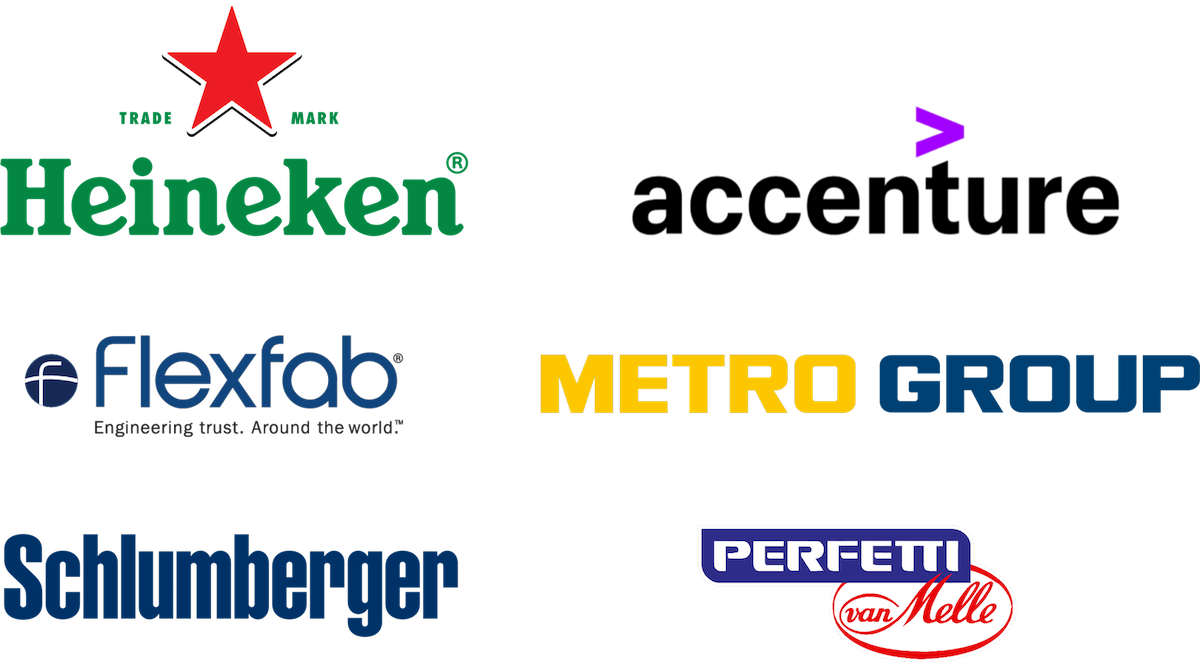 TRADE MARK
Heineken®
accenture
Flexfab®
Engineering trust. Around the world.™
METRO GROUP
Schlumberger
PERFETTI
van Melle